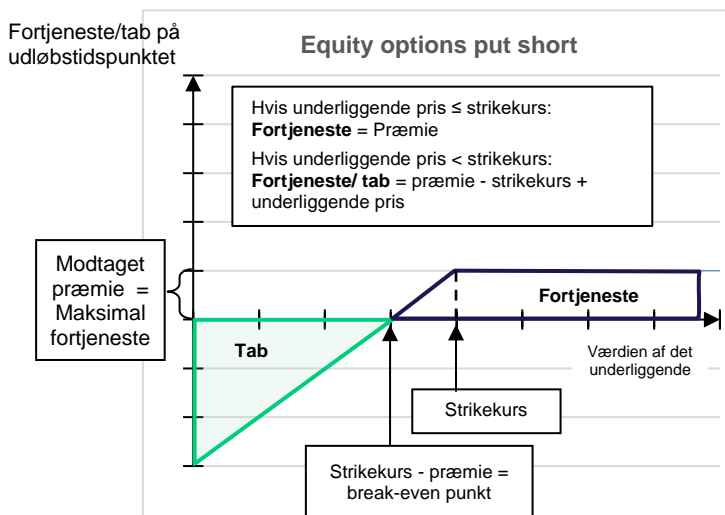 Fortjeneste/tab på
udløbstidspunktet
Equity options put short
Hvis underliggende pris ≤ strikekurs:
Fortjeneste = Præmie
Hvis underliggende pris < strikekurs:
Fortjeneste/ tab = præmie - strikekurs +
underliggende pris
Modtaget
præmie =
Maksimal
fortjeneste
Fortjeneste
Tab
Værdien af det
underliggende
Strikekurs
Strikekurs - præmie =
break-even punkt